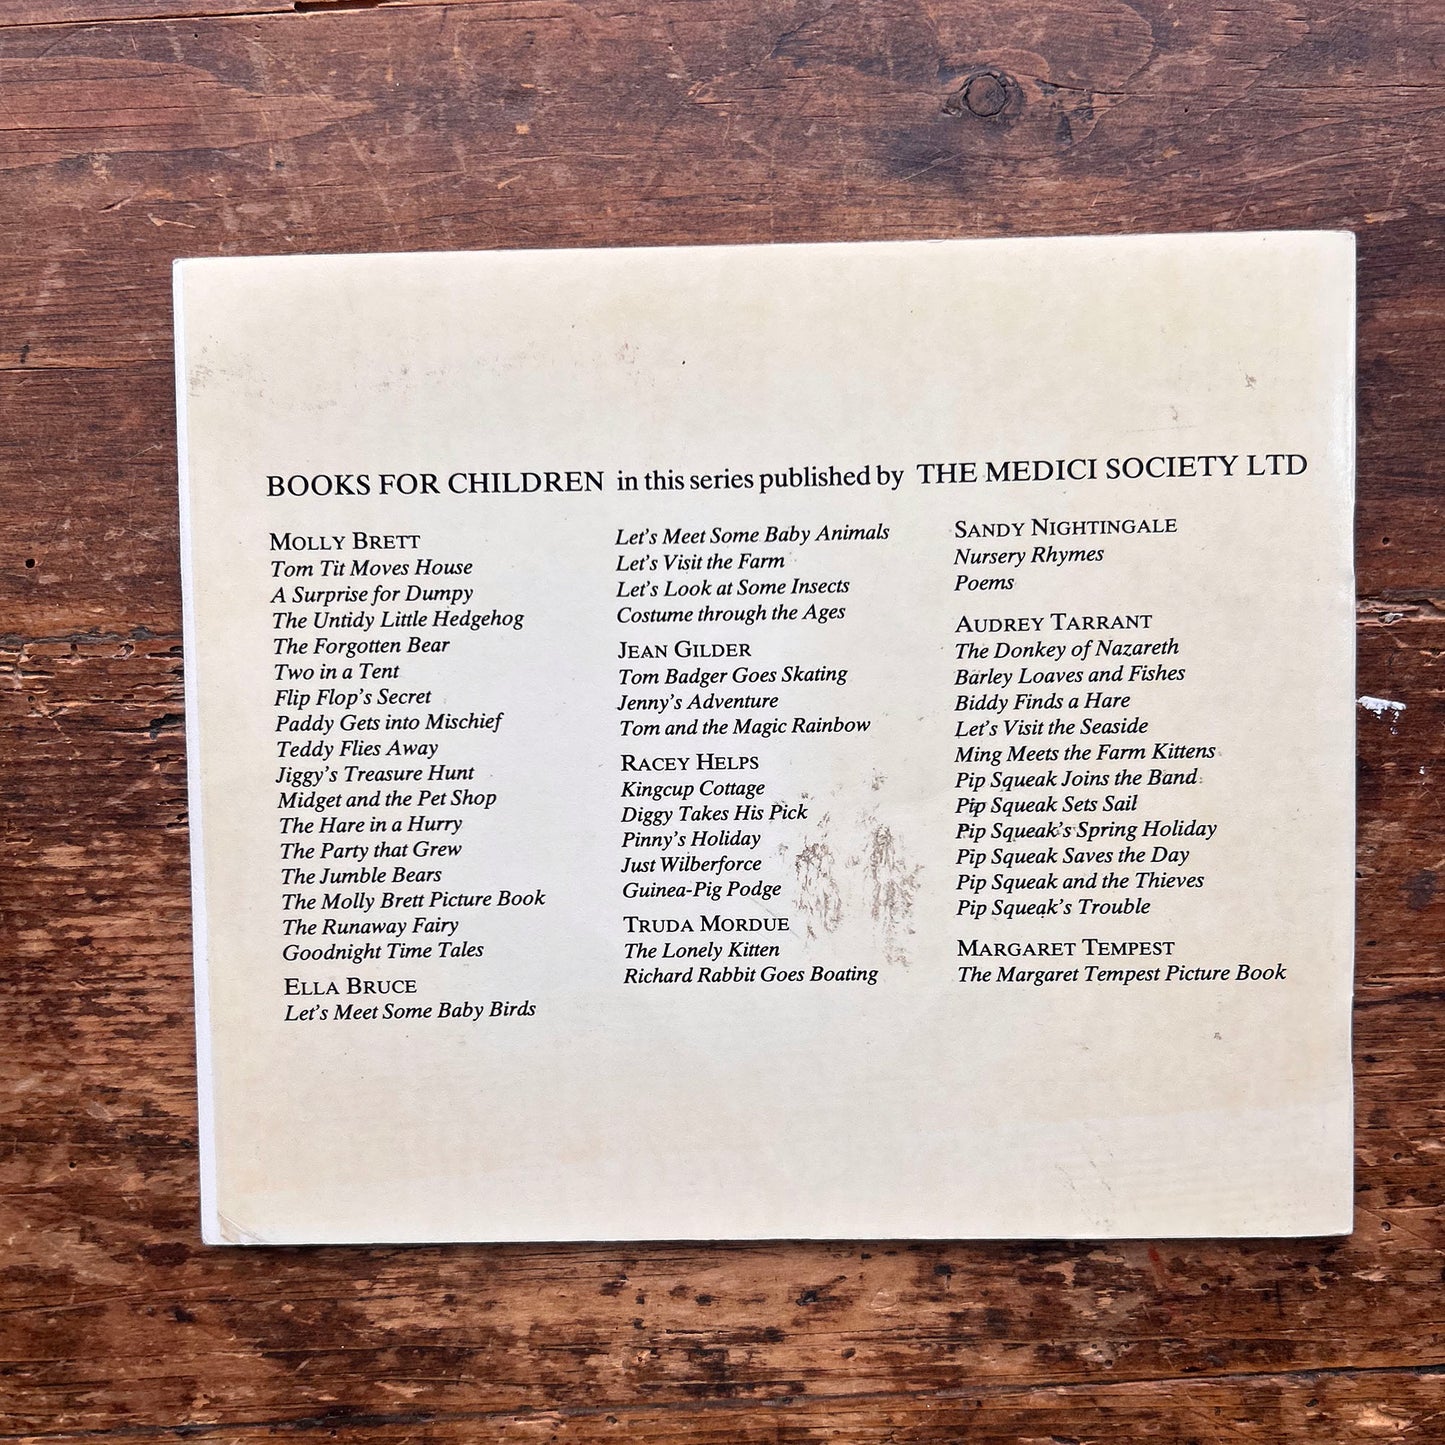 BOOKS FOR CHILDREN in this series published by THE MEDICI SOCIETY LTD
MOLLY BRETT
Tom Tit Moves House
A Surprise for Dumpy
The Untidy Little Hedgehog
The Forgotten Bear
Two in a Tent
Flip Flop's Secret
Paddy Gets into Mischief
Teddy Flies Away
Jiggy's Treasure Hunt
Midget and the Pet Shop
The Hare in a Hurry
The Party that Grew
The Jumble Bears
The Molly Brett Picture Book
The Runaway Fairy
Goodnight Time Tales
ELLA BRUCE
Let's Meet Some Baby Birds
Let's Meet Some Baby Animals
Let's Visit the Farm
Let's Look at Some Insects
Costume through the Ages
JEAN GILDER
Tom Badger Goes Skating
Jenny's Adventure
Tom and the Magic Rainbow
RACEY HELPS
Kingcup Cottage
Diggy Takes His Pick
Pinny's Holiday
Just Wilberforce
Guinea-Pig Podge
TRUDA MORDUE
The Lonely Kitten
Richard Rabbit Goes Boating
SANDY NIGHTINGALE
Nursery Rhymes
Poems
AUDREY TARRANT
The Donkey of Nazareth
Barley Loaves and Fishes
Biddy Finds a Hare
Let's Visit the Seaside
Ming Meets the Farm Kittens
Pip Squeak Joins the Band
Pip Squeak Sets Sail
Pip Squeak's Spring Holiday
Pip Squeak Saves the Day
Pip Squeak and the Thieves
Pip Squeak's Trouble
MARGARET TEMPEST
The Margaret Tempest Picture Book